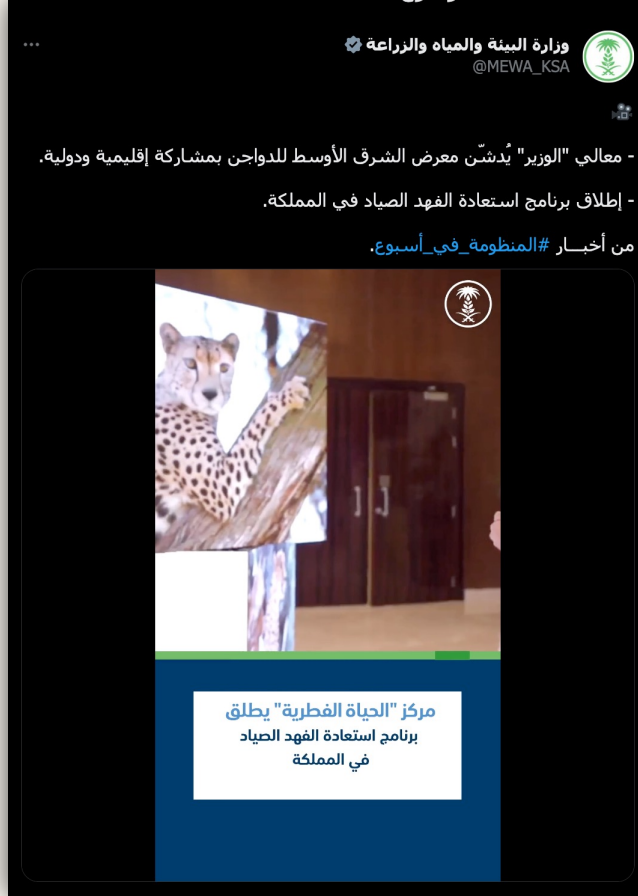 وزارة البيئة والمياه والزراعة
@MEWA_KSA
- معالي "الوزير" يُدشّن معرض الشرق الأوسط للدواجن بمشاركة إقليمية ودولية.
- إطلاق برنامج استعادة الفهد الصياد في المملكة.
من أخبـــار #المنظومة_في_أسبوع.
مركز "الحياة الفطرية" يطلق
برنامج استعادة الفهد الصياد
في المملكة